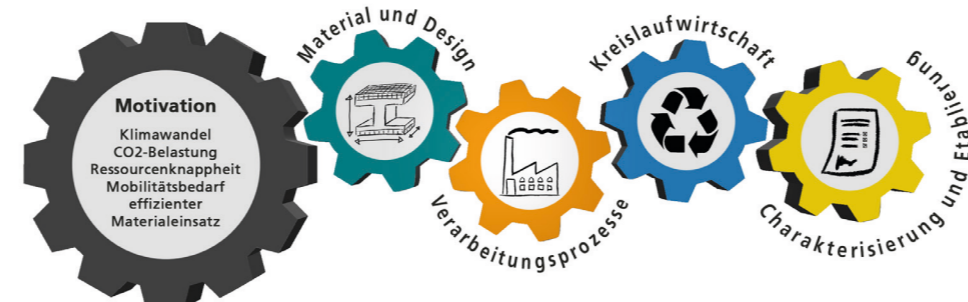 Motivation
Klimawandel
CO2-Belastung
Ressourcenknappheit
Mobilitätsbedarf
effizienter
Materialeinsatz
Material und Design
Verarbeitungsprozesse
Kreislaufwirtschaft
Charakterisierung und Etablierung